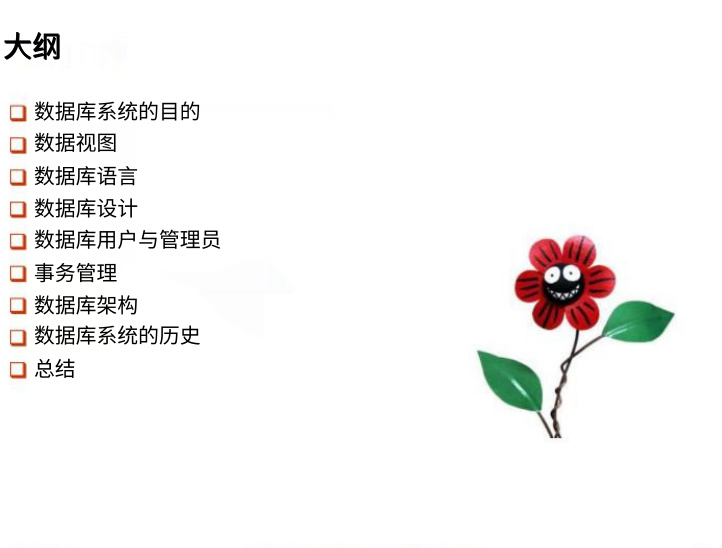 大纲
数据库系统的目的
数据视图
数据库语言
数据库设计
数据库用户与管理员
事务管理
数据库架构
数据库系统的历史
总结